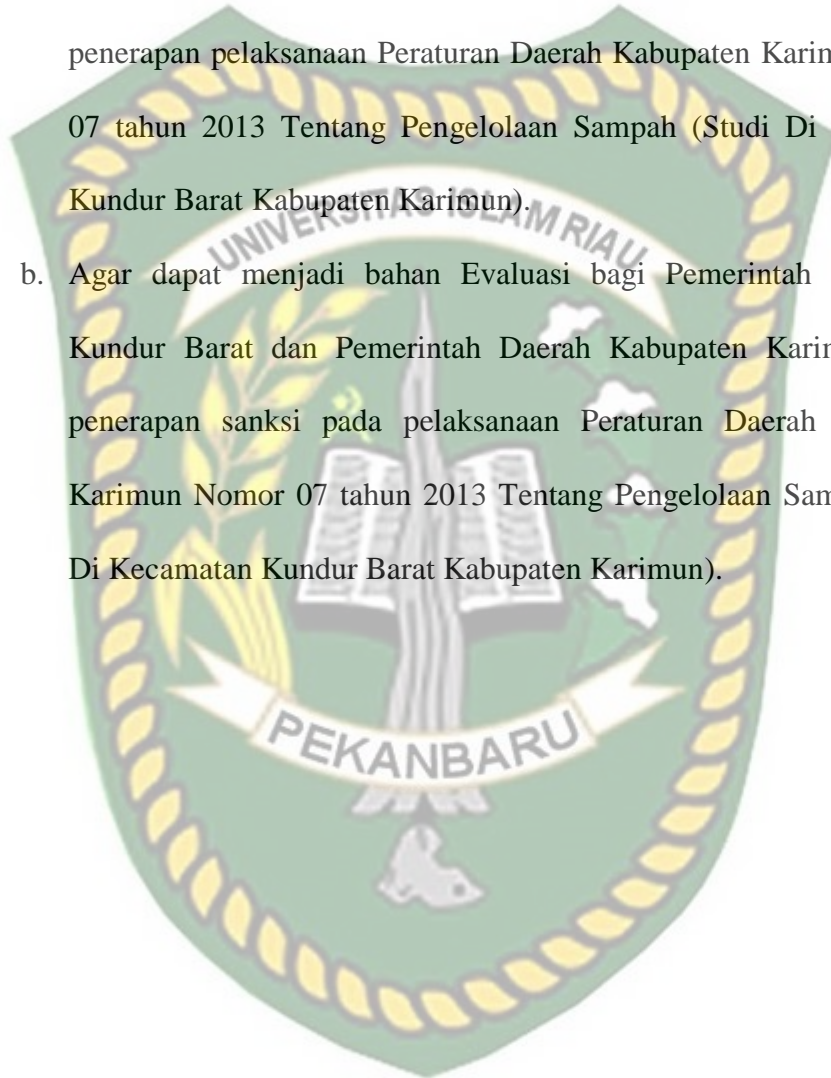 penerapan pelaksanaan Peraturan Daerah Kabupaten Karin
07 tahun 2013 Tentang Pengelolaan Sampah (Studi Di
Kundur Barat Kabupaten Karimun).
UNIVERSITAS ISLAM RIAU
b. Agar dapat menjadi bahan Evaluasi bagi Pemerintah
Kundur Barat dan Pemerintah Daerah Kabupaten Karin
penerapan sanksi pada pelaksanaan Peraturan Daerah
Karimun Nomor 07 tahun 2013 Tentang Pengelolaan Sam
Di Kecamatan Kundur Barat Kabupaten Karimun).
PEKANBARU